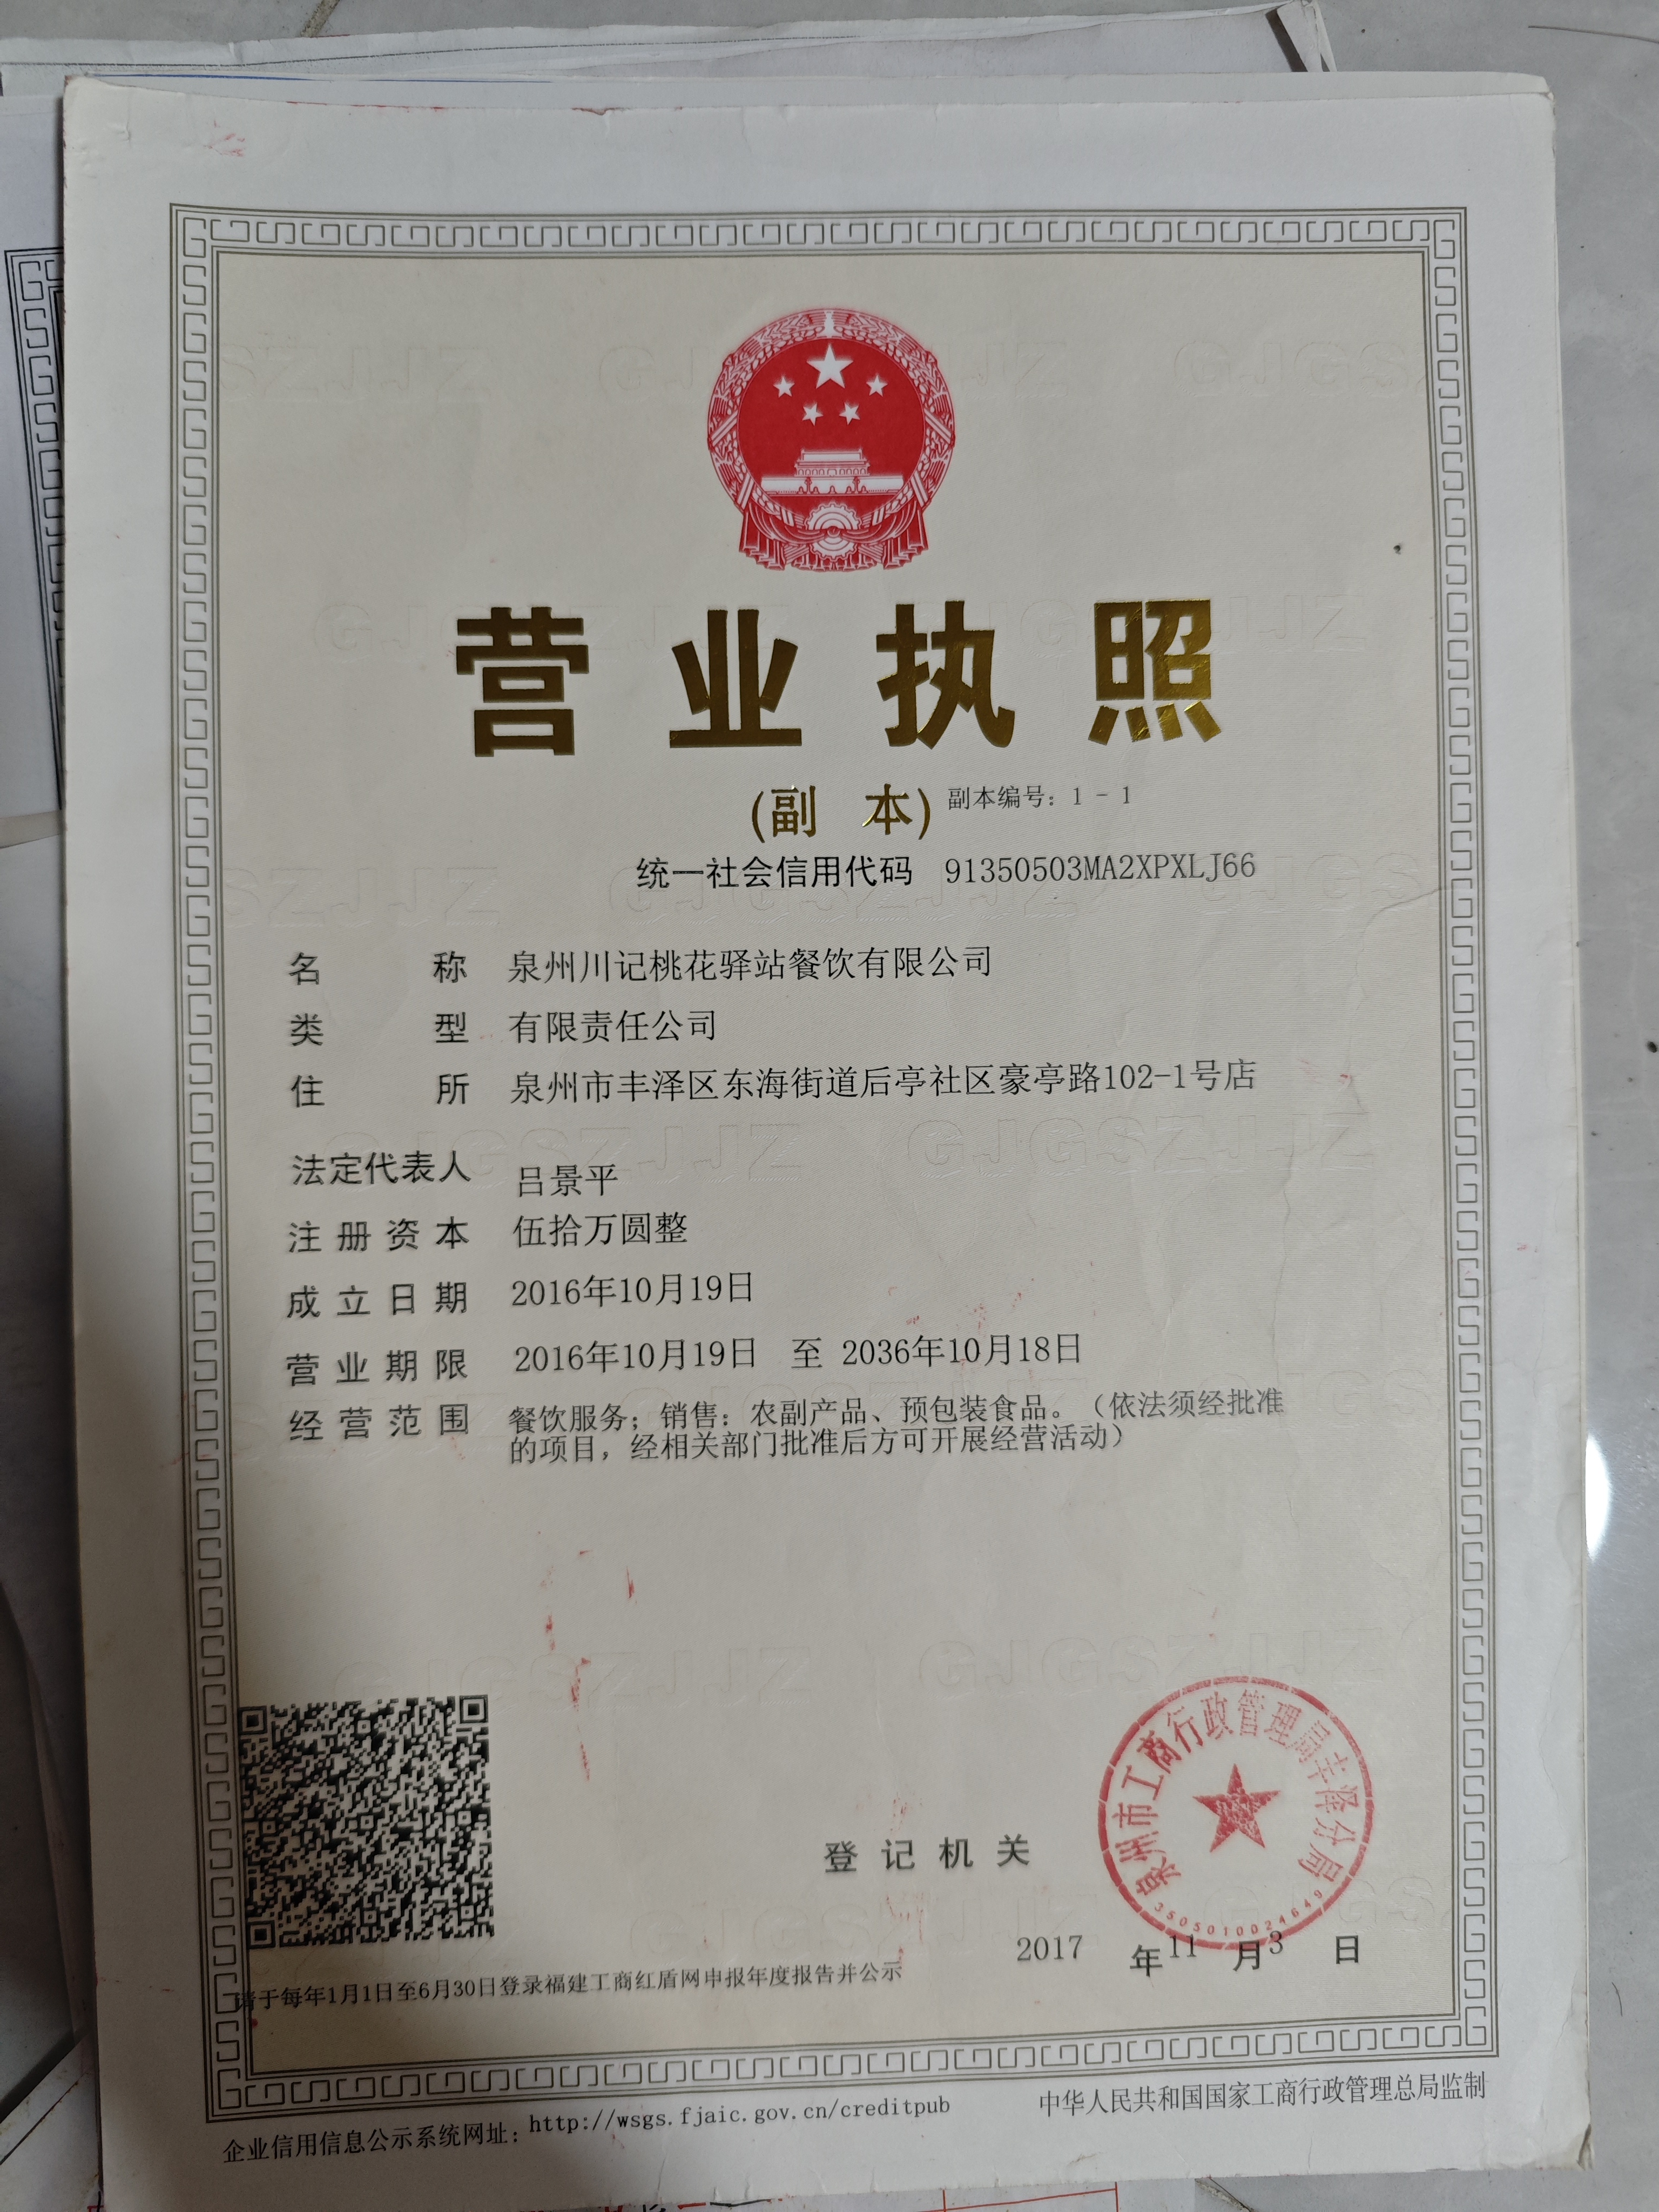 营业执照
(副 本) 副本编号：1 - 1
统一社会信用代码 91350503MA2XPXLJ66
名 称 泉州川记桃花驿站餐饮有限公司
类 型 有限责任公司
住 所 泉州市丰泽区东海街道后亭社区豪亭路102-1号店
法定代表人 吕景平
注册资本 伍拾万圆整
成立日期 2016年10月19日
营业期限 2016年10月19日 至 2036年10月18日
经营范围 餐饮服务；销售：农副产品、预包装食品。（依法须经批准
的项目，经相关部门批准后方可开展经营活动）
泉州市工商行政管理局丰泽分局
3505010024649
登记机关
2017 年 11 月 3 日
请于每年1月1日至6月30日登录福建工商红盾网申报年度报告并公示
企业信用信息公示系统网址：http://wsgs.fjaic.gov.cn/creditpub
中华人民共和国国家工商行政管理总局监制